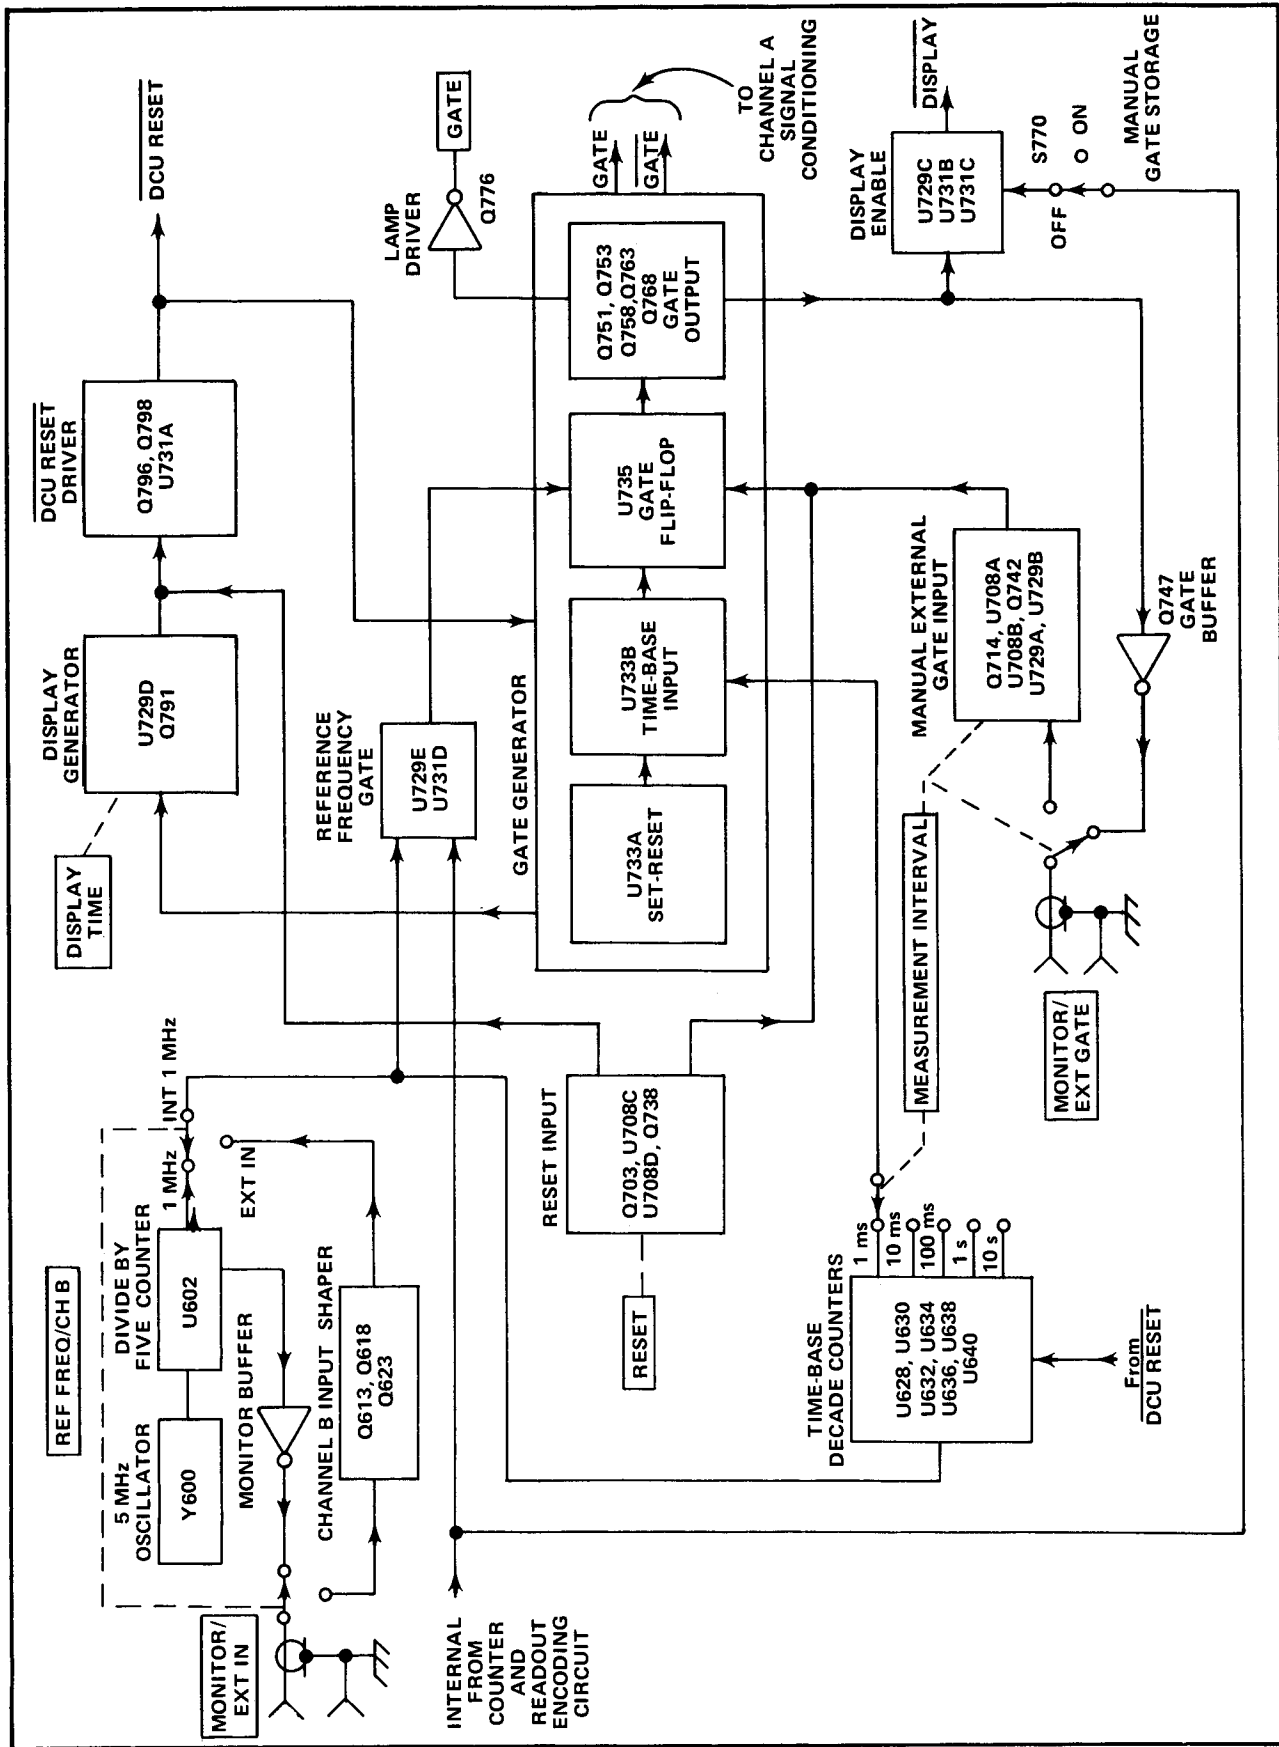 REF FREQ/CH B
5 MHz
OSCILLATOR
Y600
DIVIDE BY
FIVE COUNTER
U602
1 MHz
INT 1 MHz
EXT IN
MONITOR BUFFER
MONITOR/
EXT IN
CHANNEL B INPUT SHAPER
Q613, Q618
Q623
DISPLAY
TIME
DISPLAY
GENERATOR
U729D
Q791
DCU RESET
DRIVER
Q796, Q798
U731A
DCU RESET
INTERNAL
FROM
COUNTER
AND
READOUT
ENCODING
CIRCUIT
REFERENCE
FREQUENCY
GATE
U729E
U731D
LAMP
DRIVER
Q776
GATE
RESET
RESET INPUT
Q703, U708C
U708D, Q738
GATE GENERATOR
U733A
SET-RESET
U733B
TIME-BASE
INPUT
U735
GATE
FLIP-FLOP
Q751, Q753
Q758,Q763
Q768
GATE
OUTPUT
GATE
GATE
TO
CHANNEL A
SIGNAL
CONDITIONING
TIME-BASE
DECADE COUNTERS
U628, U630
U632, U634
U636, U638
U640
1 ms
10 ms
100 ms
1 s
10 s
From
DCU RESET
MEASUREMENT INTERVAL
MANUAL EXTERNAL
GATE INPUT
Q714, U708A
U708B, Q742
U729A, U729B
MONITOR/
EXT GATE
Q747
GATE
BUFFER
DISPLAY
ENABLE
U729C
U731B
U731C
DISPLAY
S770
OFF
ON
MANUAL
GATE STORAGE